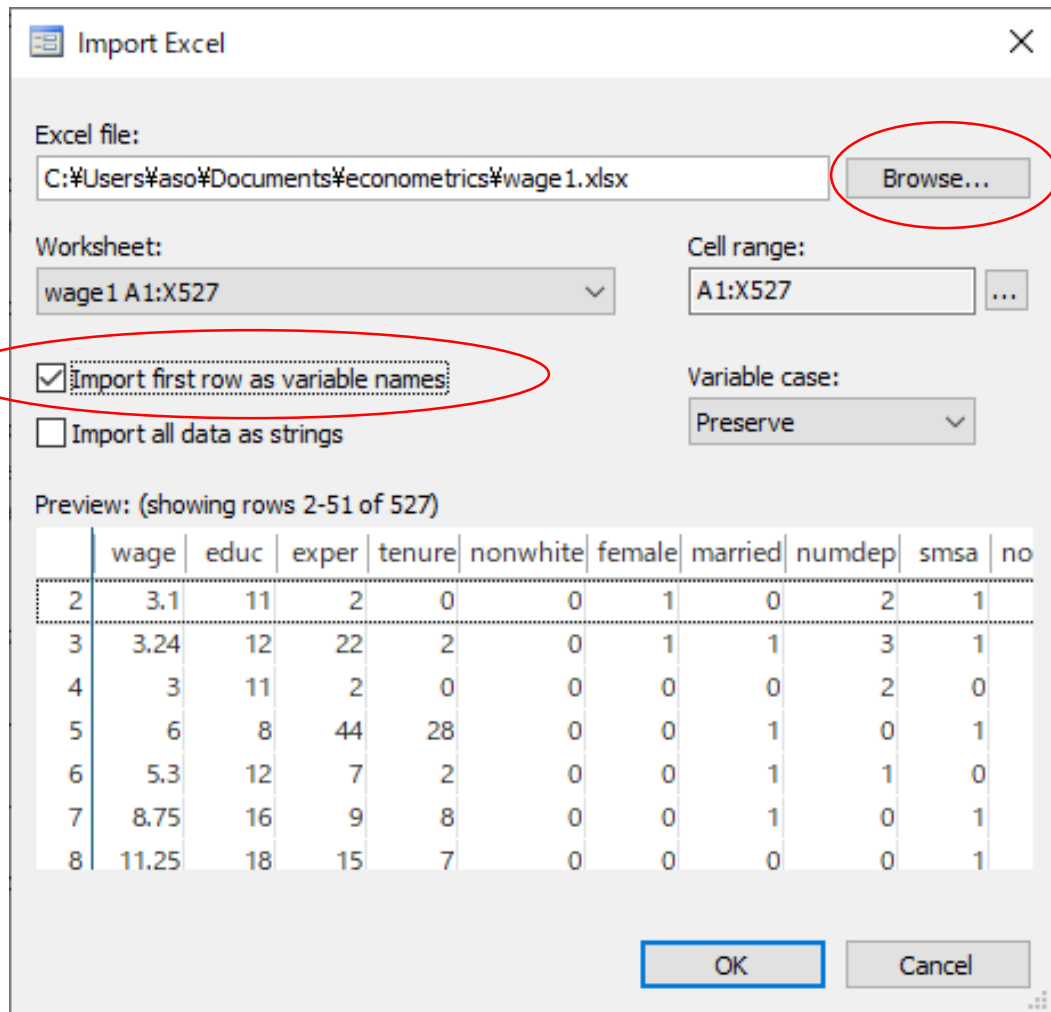 Import Excel
Excel file:
C:¥Users¥aso¥Documents¥econometrics¥wage1.xlsx Browse...
Worksheet: Cell range:
wage1 A1:X527 A1:X527 ...
Import first row as variable names Variable case:
Import all data as strings Preserve
Preview: (showing rows 2-51 of 527)
wage educ exper tenure nonwhite female married numdep smsa no
2 3.1 11 2 0 0 1 0 2 1
3 3.24 12 22 2 0 1 1 3 1
4 3 11 2 0 0 0 0 2 0
5 6 8 44 28 0 0 1 0 1
6 5.3 12 7 2 0 0 1 1 0
7 8.75 16 9 8 0 0 1 0 1
8 11.25 18 15 7 0 0 0 0 1
OK Cancel